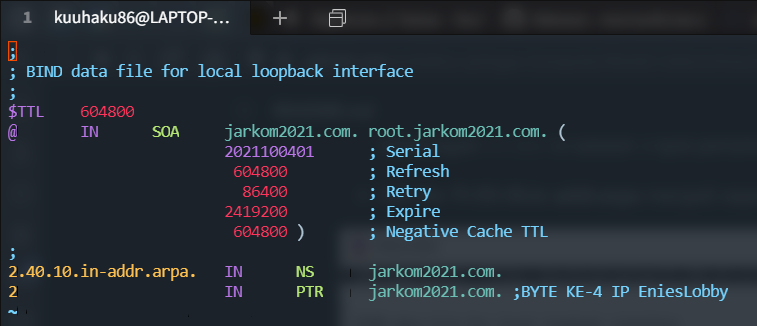 1 kuuhaku86@LAPTOP-...
;
; BIND data file for local loopback interface
;
$TTL 604800
@ IN SOA jarkom2021.com. root.jarkom2021.com. (
2021100401 ; Serial
604800 ; Refresh
86400 ; Retry
2419200 ; Expire
604800 ) ; Negative Cache TTL
;
2.40.10.in-addr.arpa. IN NS jarkom2021.com.
2 IN PTR jarkom2021.com. ;BYTE KE-4 IP EniesLobby
~